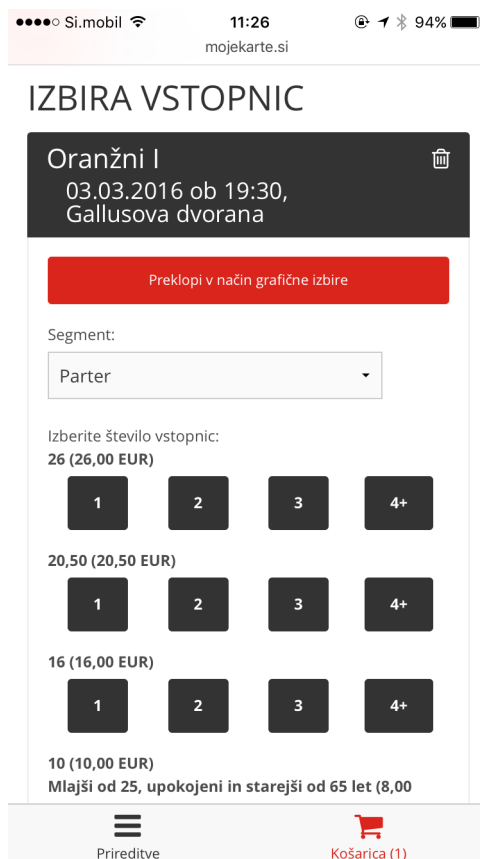 Si.mobil 11:26 94%
mojekarte.si
IZBIRA VSTOPNIC
Oranžni I
03.03.2016 ob 19:30,
Gallusova dvorana
Preklopi v način grafične izbire
Segment:
Parter
Izberite število vstopnic:
26 (26,00 EUR)
1 2 3 4+
20,50 (20,50 EUR)
1 2 3 4+
16 (16,00 EUR)
1 2 3 4+
10 (10,00 EUR)
Mlajši od 25, upokojeni in starejši od 65 let (8,00
Prireditve Košarica (1)